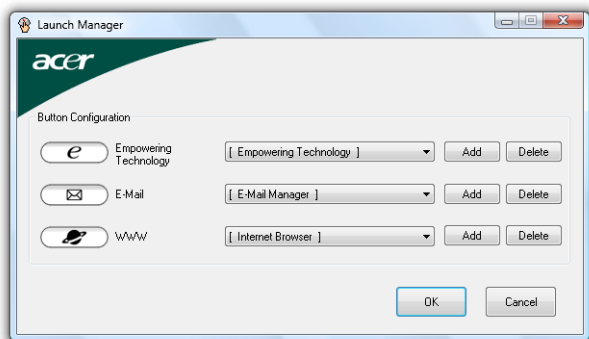 Launch Manager
acer
Button Configuration
e Empowering Technology [ Empowering Technology ] Add Delete
E-Mail [ E-Mail Manager ] Add Delete
WWW [ Internet Browser ] Add Delete
OK Cancel